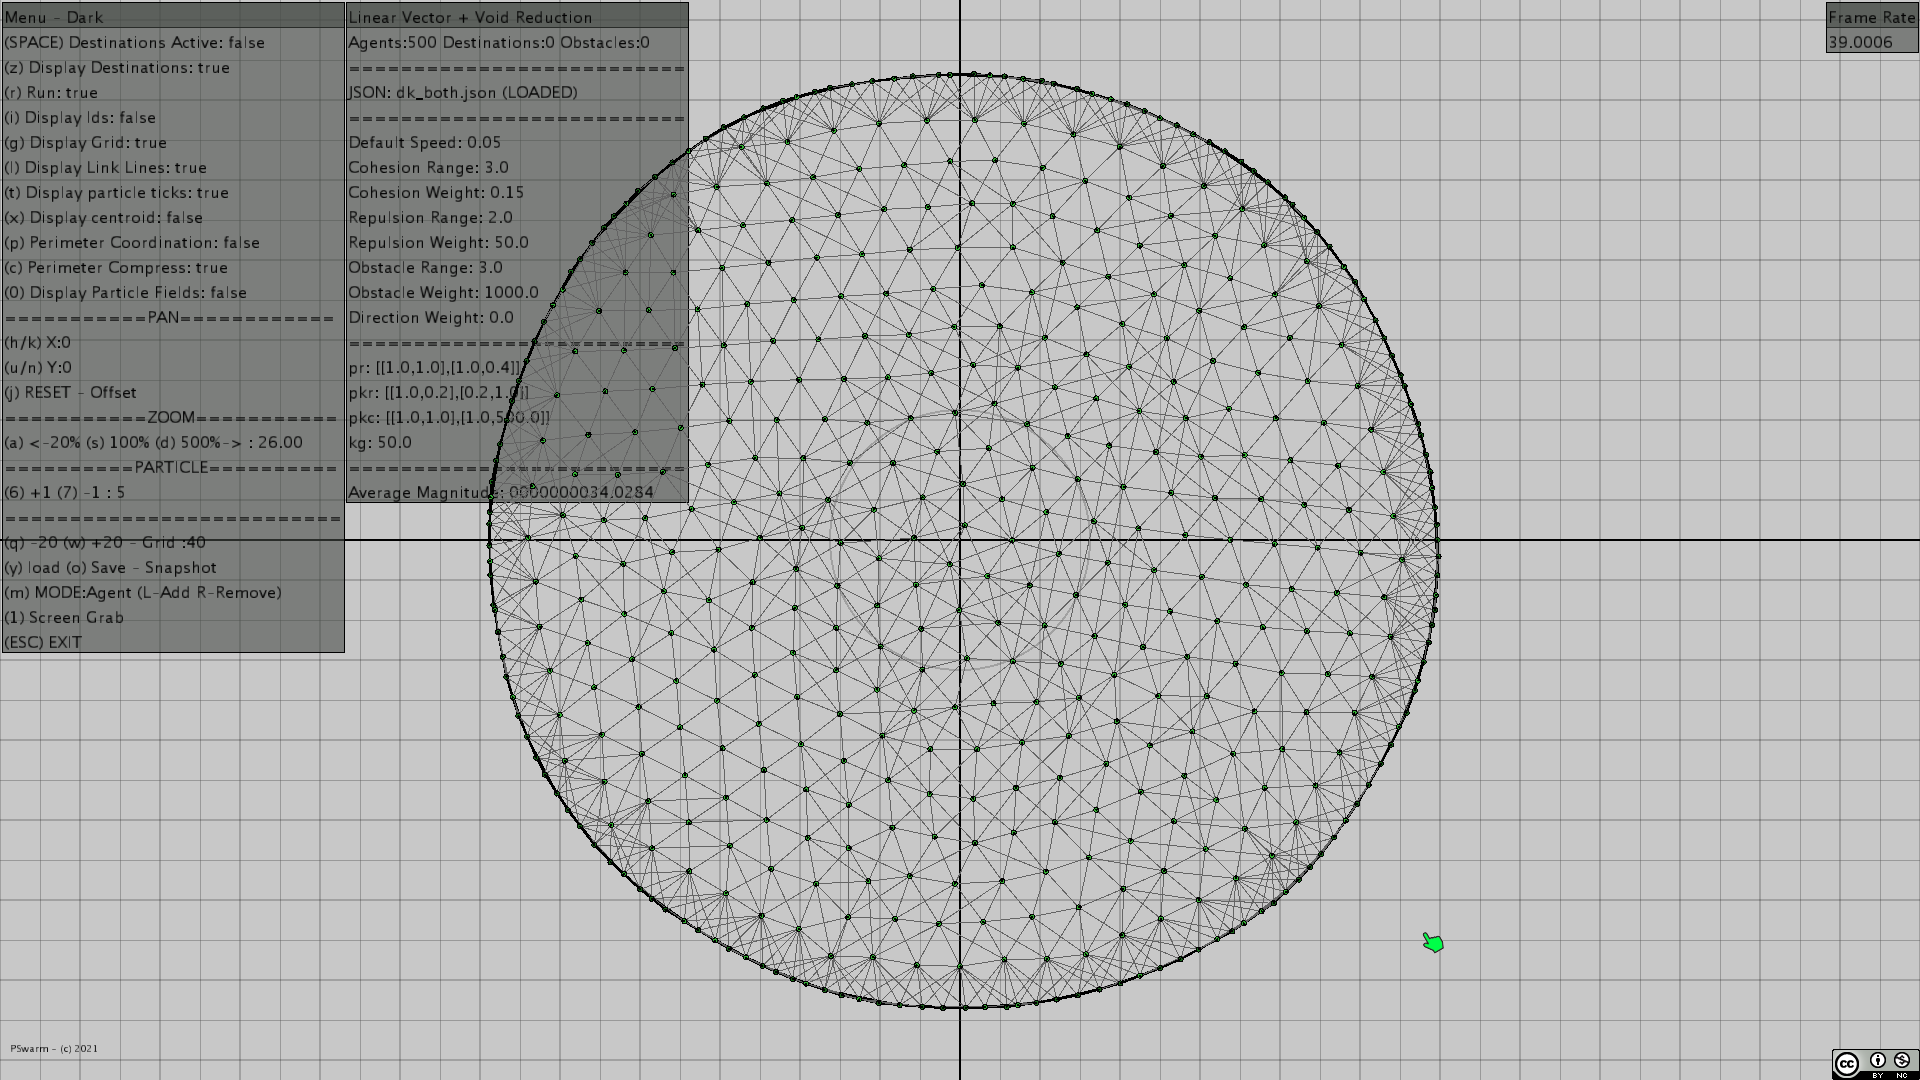 Menu - Dark
(SPACE) Destinations Active: false
(z) Display Destinations: true
(r) Run: true
(i) Display Ids: false
(g) Display Grid: true
(l) Display Link Lines: true
(t) Display particle ticks: true
(x) Display centroid: false
(p) Perimeter Coordination: false
(c) Perimeter Compress: true
(0) Display Particle Fields: false
===========PAN============
(h/k) X:0
(u/n) Y:0
(j) RESET - Offset
===========ZOOM===========
(a) <-20% (s) 100% (d) 500%-> : 26.00
==========PARTICLE==========
(6) +1 (7) -1 : 5
==========================
(q) -20 (w) +20 - Grid :40
(y) load (o) Save - Snapshot
(m) MODE:Agent (L-Add R-Remove)
(1) Screen Grab
(ESC) EXIT
Linear Vector + Void Reduction
Agents:500 Destinations:0 Obstacles:0
==========================
JSON: dk_both.json (LOADED)
==========================
Default Speed: 0.05
Cohesion Range: 3.0
Cohesion Weight: 0.15
Repulsion Range: 2.0
Repulsion Weight: 50.0
Obstacle Range: 3.0
Obstacle Weight: 1000.0
Direction Weight: 0.0
==========================
pr: [[1.0,1.0],[1.0,0.4]]
pkr: [[1.0,0.2],[0.2,1.0]]
pkc: [[1.0,1.0],[1.0,500.0]]
kg: 50.0
==========================
Average Magnitude: 0000000034.0284
Frame Rate
39.0006
PSwarm - (c) 2021
cc
BY NC